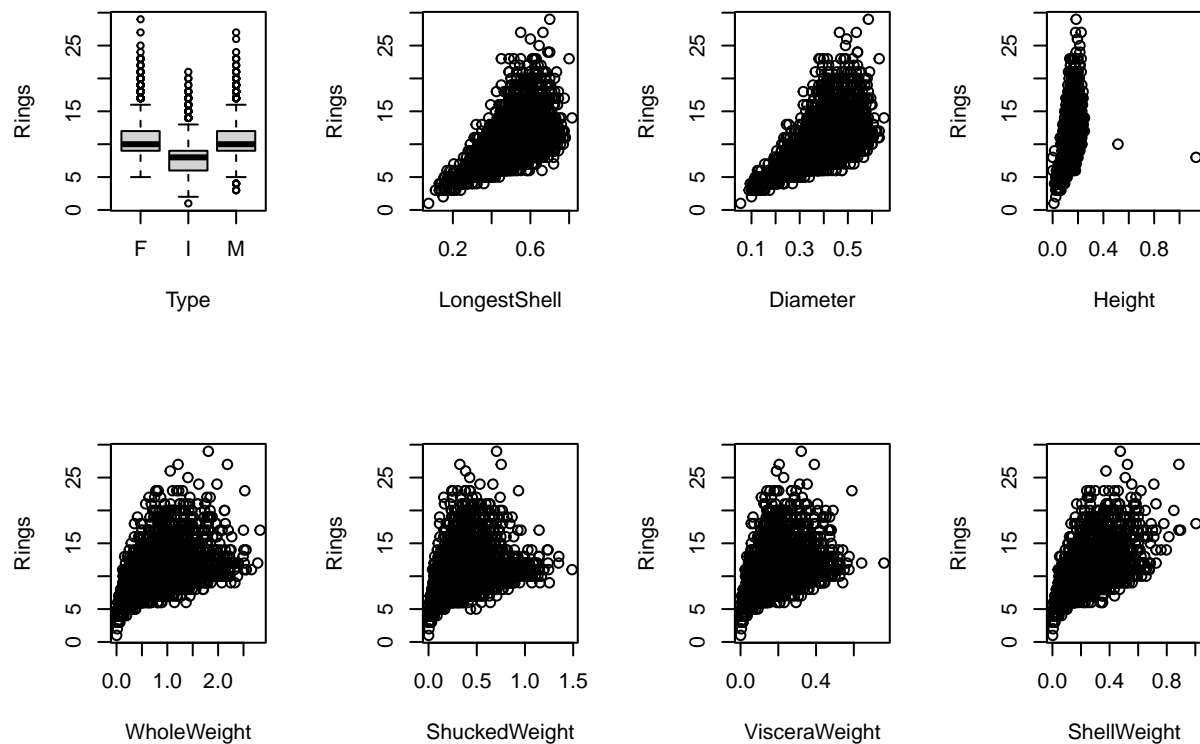 Rings
0 5 15 25
F I M
Type
Rings
0 5 15 25
0.2 0.6
LongestShell
Rings
0 5 15 25
0.1 0.3 0.5
Diameter
Rings
0 5 15 25
0.0 0.4 0.8
Height
Rings
0 5 15 25
0.0 1.0 2.0
WholeWeight
Rings
0 5 15 25
0.0 0.5 1.0 1.5
ShuckedWeight
Rings
0 5 15 25
0.0 0.4
VisceraWeight
Rings
0 5 15 25
0.0 0.4 0.8
ShellWeight